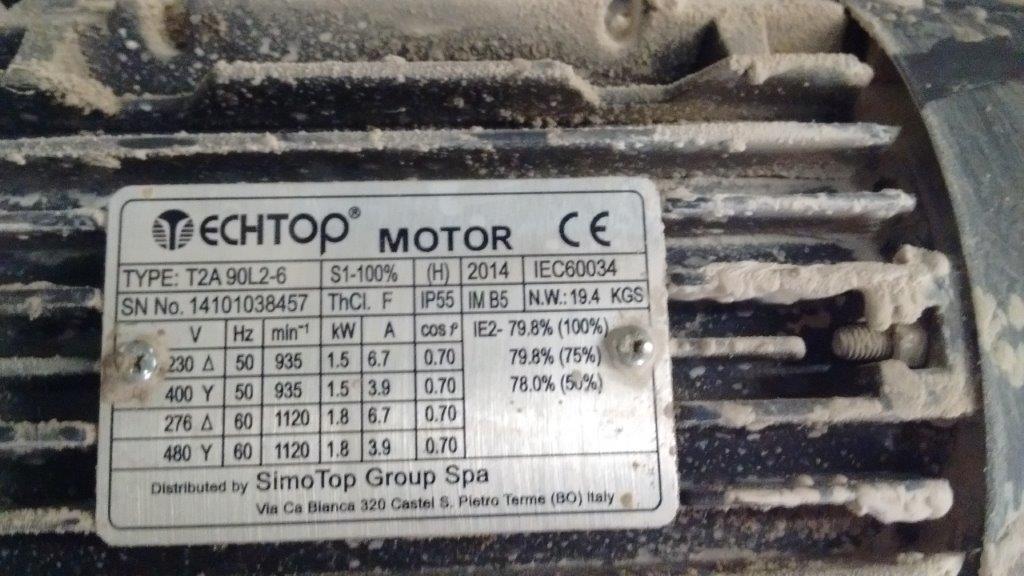 TECHTOP® MOTOR CE
TYPE: T2A 90L2-6 S1-100% (H) 2014 IEC60034
SN No. 14101038457 ThCl. F IP55 IM B5 N.W.: 19.4 KGS
V Hz min⁻¹ kW A cos φ IE2- 79.8% (100%)
230 Δ 50 935 1.5 6.7 0.70 79.8% (75%)
400 Y 50 935 1.5 3.9 0.70 78.0% (50%)
276 Δ 60 1120 1.8 6.7 0.70
480 Y 60 1120 1.8 3.9 0.70
Distributed by SimoTop Group Spa
Via Ca Bianca 320 Castel S. Pietro Terme (BO) Italy